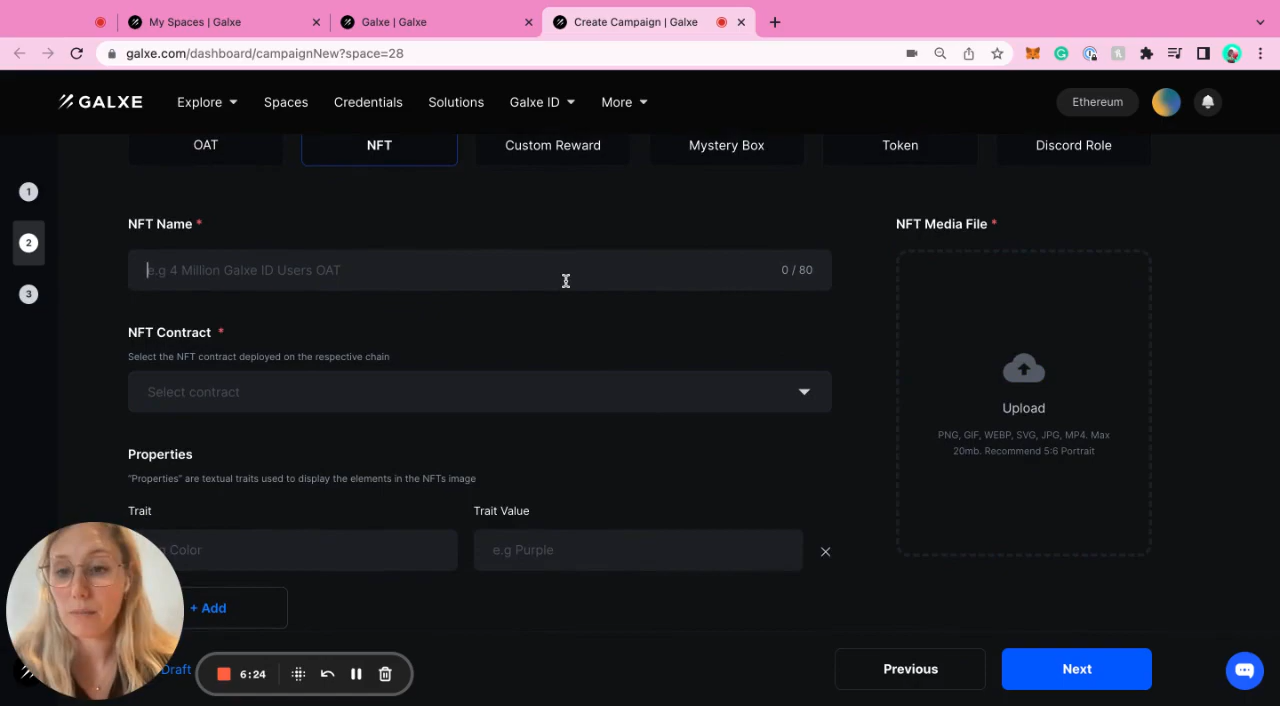 My Spaces | Galxe
Galxe | Galxe
Create Campaign | Galxe
galxe.com/dashboard/campaignNew?space=28
GALXE
Explore
Spaces
Credentials
Solutions
Galxe ID
More
Ethereum
OAT
NFT
Custom Reward
Mystery Box
Token
Discord Role
1
2
3
NFT Name *
e.g 4 Million Galxe ID Users OAT
0 / 80
NFT Media File *
NFT Contract *
Select the NFT contract deployed on the respective chain
Select contract
Upload
PNG, GIF, WEBP, SVG, JPG, MP4. Max
20mb. Recommend 5:6 Portrait
Properties
"Properties" are textual traits used to display the elements in the NFTs image
Trait
Trait Value
Color
e.g Purple
+ Add
Draft
6:24
Previous
Next